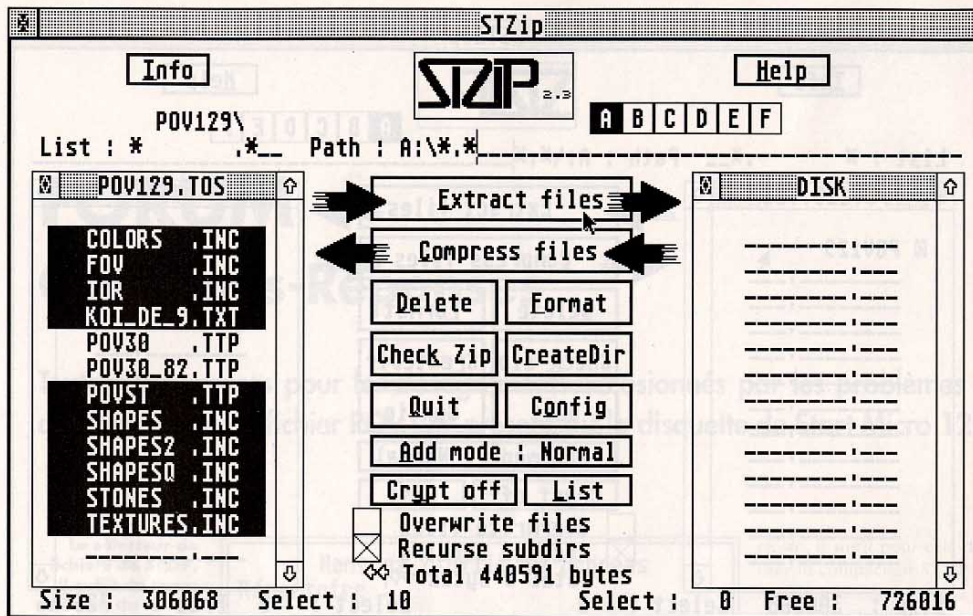 STZip
Info
STZIP 2.3
Help
POV129\
A B C D E F
List : * .*__ Path : A:\*.*
POV129.TOS
DISK
Extract files
COLORS .INC
Compress files
FOV .INC
IOR .INC
Delete
Format
KOI_DE_9.TXT
POV30 .TTP
Check Zip
CreateDir
POV30_82.TTP
POVST .TTP
Quit
Config
SHAPES .INC
SHAPES2 .INC
Add mode : Normal
SHAPESQ .INC
Crypt off
List
STONES .INC
TEXTURES.INC
Overwrite files
Recurse subdirs
Total 440591 bytes
Size : 306068 Select : 10
Select : 0 Free : 726016